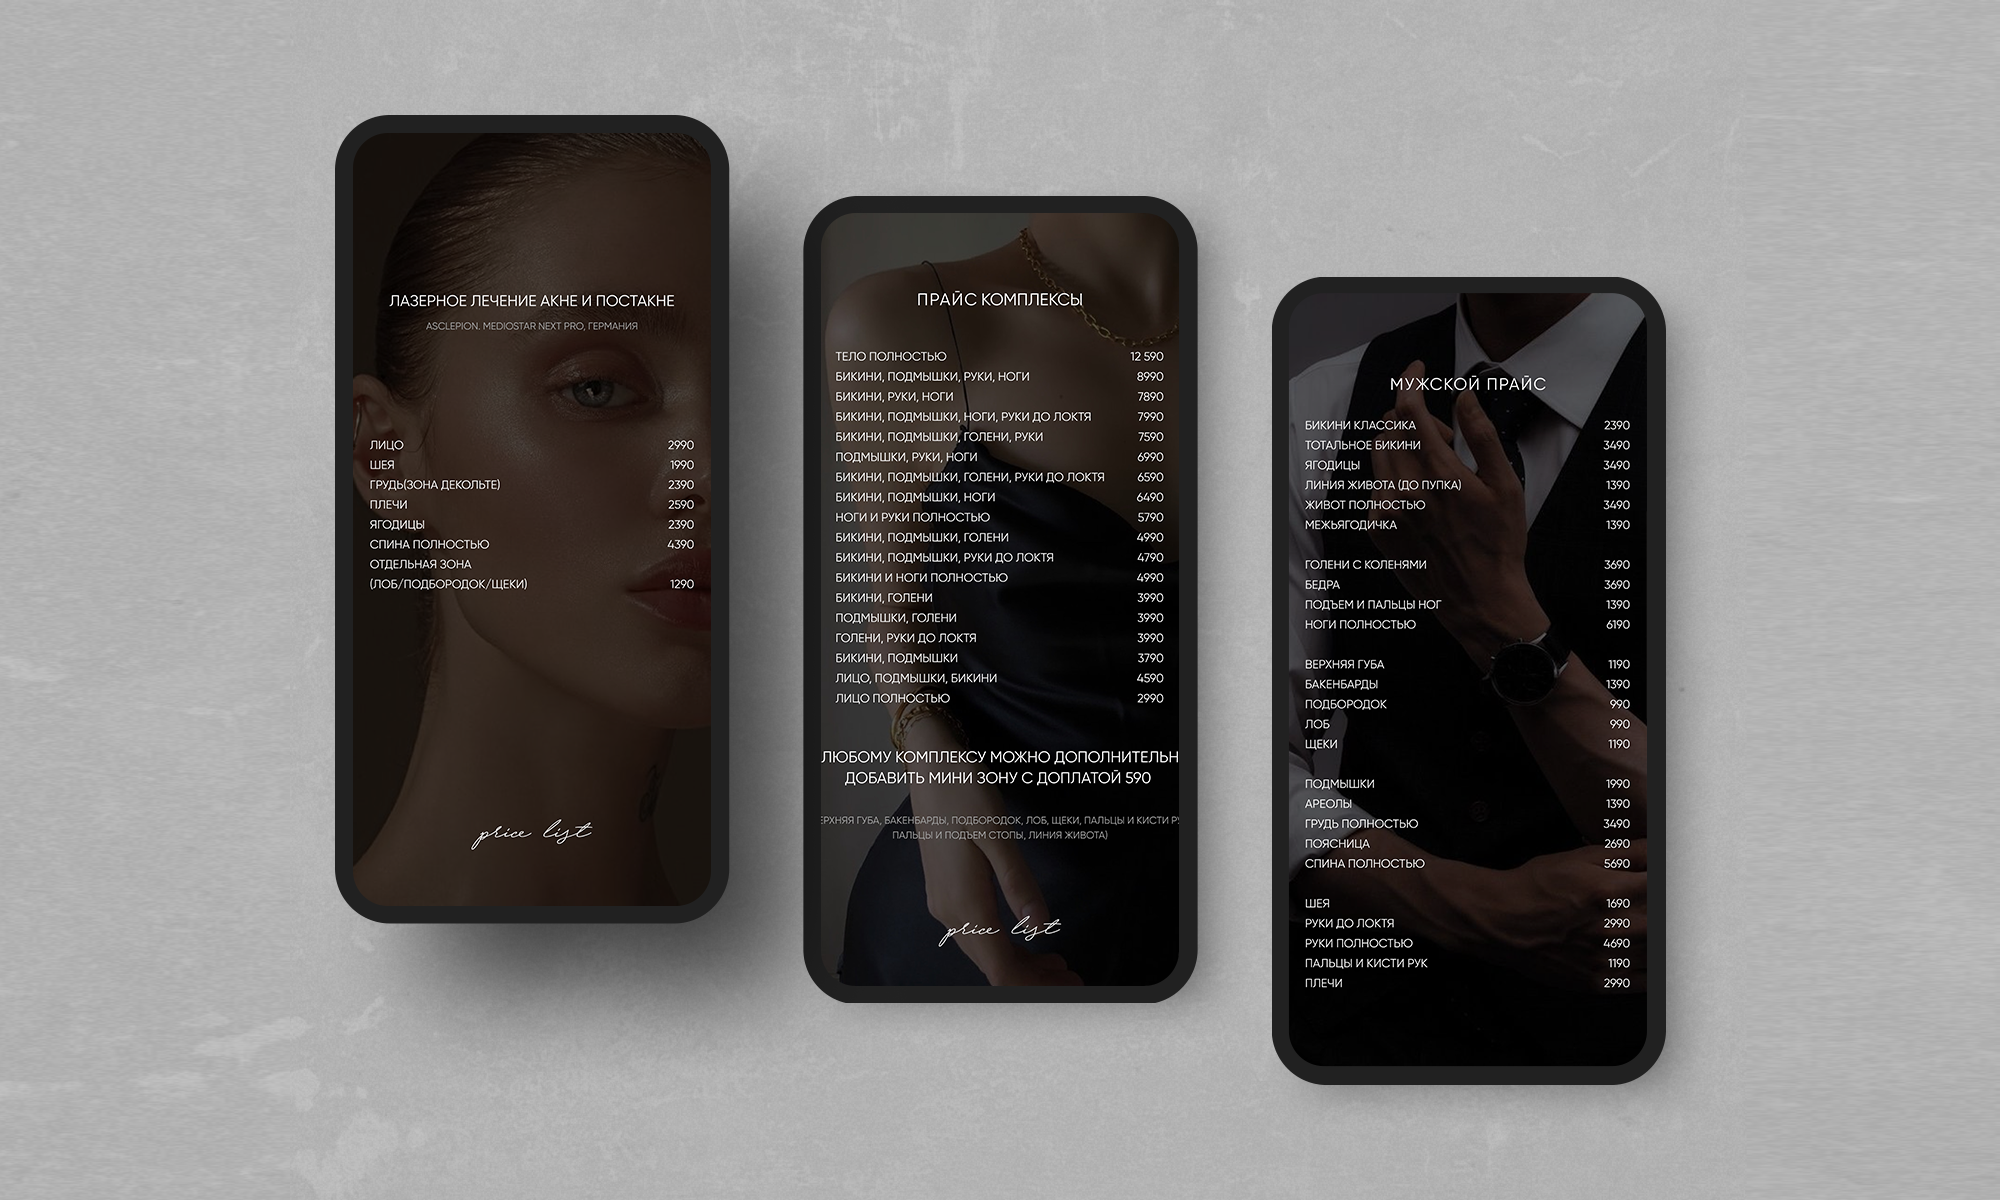 ЛАЗЕРНОЕ ЛЕЧЕНИЕ АКНЕ И ПОСТАКНЕ
ASCLEPION. MEDIOSTAR NEXT PRO, ГЕРМАНИЯ
ЛИЦО 2990
ШЕЯ 1990
ГРУДЬ(ЗОНА ДЕКОЛЬТЕ) 2390
ПЛЕЧИ 2590
ЯГОДИЦЫ 2390
СПИНА ПОЛНОСТЬЮ 4390
ОТДЕЛЬНАЯ ЗОНА
(ЛОБ/ПОДБОРОДОК/ЩЕКИ) 1290
price list
ПРАЙС КОМПЛЕКСЫ
ТЕЛО ПОЛНОСТЬЮ 12 590
БИКИНИ, ПОДМЫШКИ, РУКИ, НОГИ 8990
БИКИНИ, РУКИ, НОГИ 7890
БИКИНИ, ПОДМЫШКИ, НОГИ, РУКИ ДО ЛОКТЯ 7990
БИКИНИ, ПОДМЫШКИ, ГОЛЕНИ, РУКИ 7590
ПОДМЫШКИ, РУКИ, НОГИ 6990
БИКИНИ, ПОДМЫШКИ, ГОЛЕНИ, РУКИ ДО ЛОКТЯ 6590
БИКИНИ, ПОДМЫШКИ, НОГИ 6490
НОГИ И РУКИ ПОЛНОСТЬЮ 5790
БИКИНИ, ПОДМЫШКИ, ГОЛЕНИ 4990
БИКИНИ, ПОДМЫШКИ, РУКИ ДО ЛОКТЯ 4790
БИКИНИ И НОГИ ПОЛНОСТЬЮ 4990
БИКИНИ, ГОЛЕНИ 3990
ПОДМЫШКИ, ГОЛЕНИ 3990
ГОЛЕНИ, РУКИ ДО ЛОКТЯ 3990
БИКИНИ, ПОДМЫШКИ 3790
ЛИЦО, ПОДМЫШКИ, БИКИНИ 4590
ЛИЦО ПОЛНОСТЬЮ 2990
ЛЮБОМУ КОМПЛЕКСУ МОЖНО ДОПОЛНИТЕЛЬН
ДОБАВИТЬ МИНИ ЗОНУ С ДОПЛАТОЙ 590
ЕРХНЯЯ ГУБА, БАКЕНБАРДЫ, ПОДБОРОДОК, ЛОБ, ЩЕКИ, ПАЛЬЦЫ И КИСТИ РУ
ПАЛЬЦЫ И ПОДЪЕМ СТОПЫ, ЛИНИЯ ЖИВОТА)
price list
МУЖСКОЙ ПРАЙС
БИКИНИ КЛАССИКА 2390
ТОТАЛЬНОЕ БИКИНИ 3490
ЯГОДИЦЫ 3490
ЛИНИЯ ЖИВОТА (ДО ПУПКА) 1390
ЖИВОТ ПОЛНОСТЬЮ 3490
МЕЖЬЯГОДИЧКА 1390
ГОЛЕНИ С КОЛЕНЯМИ 3690
БЕДРА 3690
ПОДЪЕМ И ПАЛЬЦЫ НОГ 1390
НОГИ ПОЛНОСТЬЮ 6190
ВЕРХНЯЯ ГУБА 1190
БАКЕНБАРДЫ 1390
ПОДБОРОДОК 990
ЛОБ 990
ЩЕКИ 1190
ПОДМЫШКИ 1990
АРЕОЛЫ 1390
ГРУДЬ ПОЛНОСТЬЮ 3490
ПОЯСНИЦА 2690
СПИНА ПОЛНОСТЬЮ 5690
ШЕЯ 1690
РУКИ ДО ЛОКТЯ 2990
РУКИ ПОЛНОСТЬЮ 4690
ПАЛЬЦЫ И КИСТИ РУК 1190
ПЛЕЧИ 2990